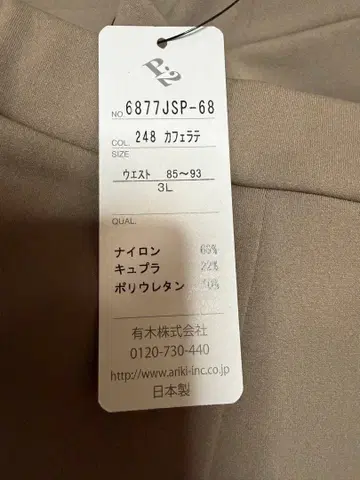 P.2
NO. 6877JSP-68
COL. 248 カフェラテ
SIZE
ウエスト 85～93
3L
QUAL.
ナイロン
キュプラ 22%
ポリウレタン
有木株式会社
0120-730-440
http://www.ariki-inc.co.jp
日本製